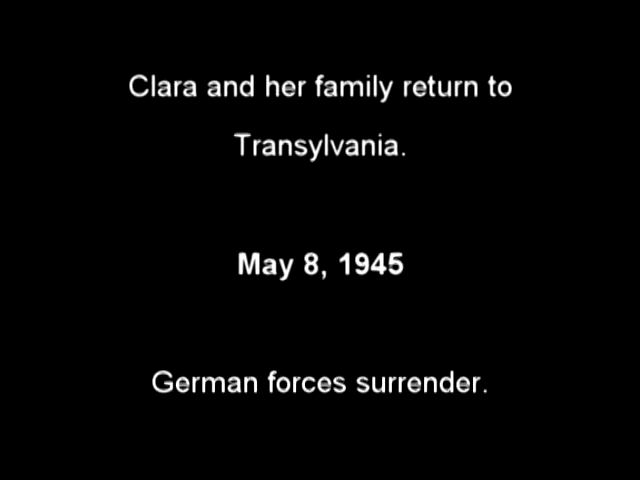 Clara and her family return to
Transylvania.
May 8, 1945
German forces surrender.